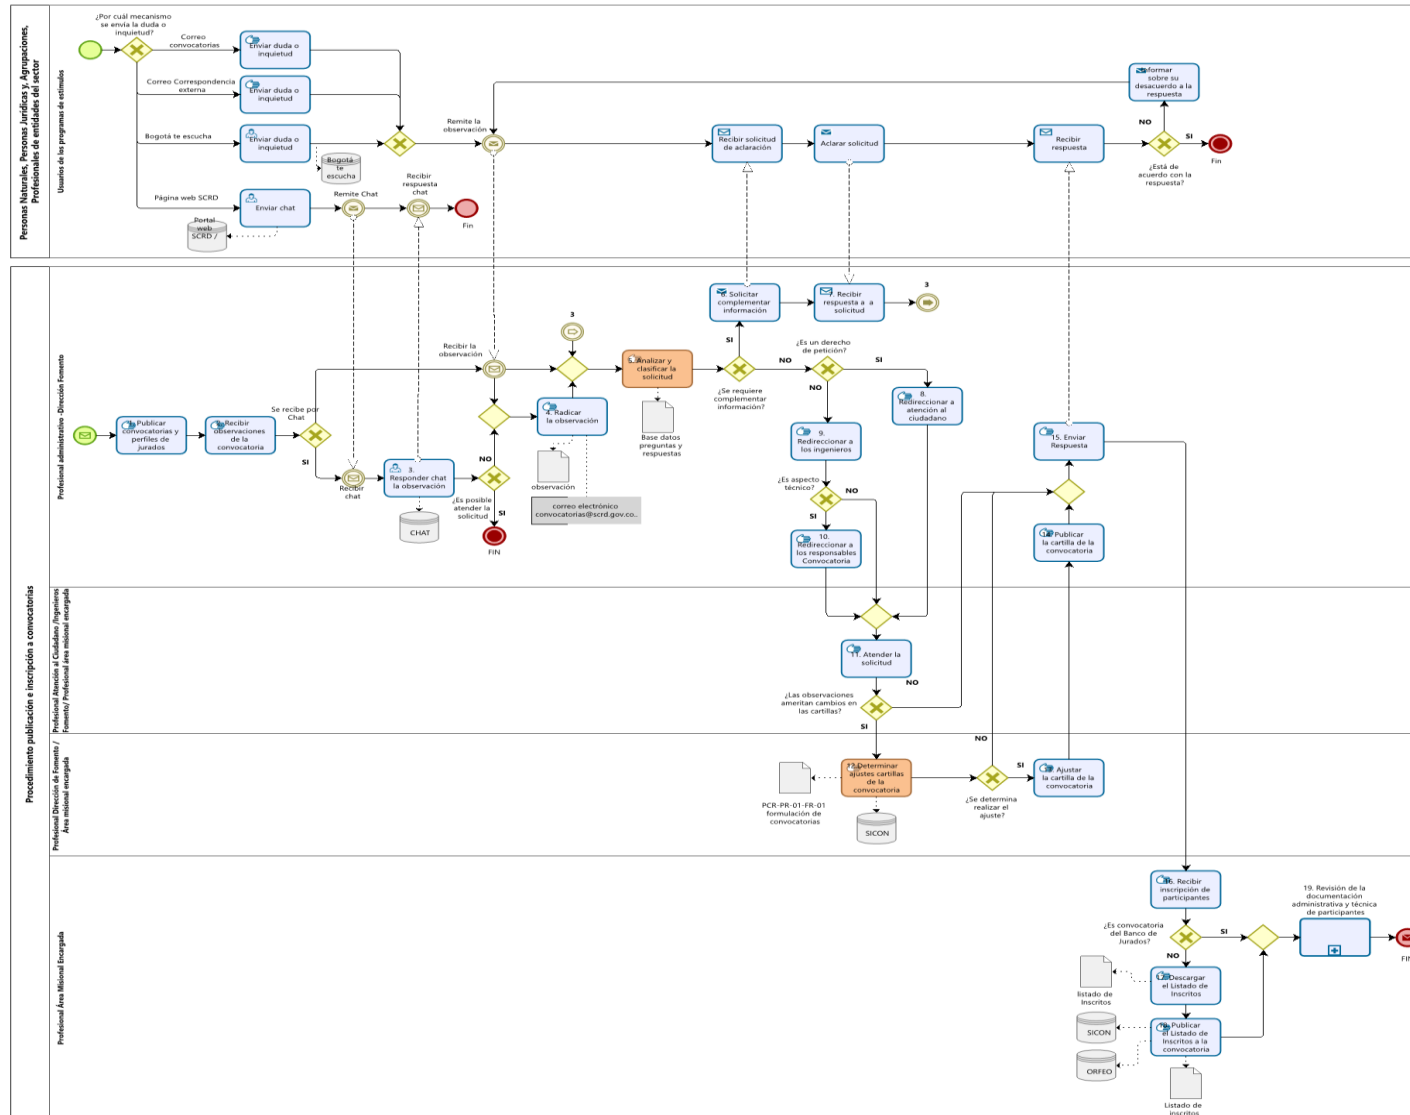 Personas Naturales, Personas Jurídicas y, Agrupaciones,
Profesionales de entidades del sector
Usuarios de los programas de estímulos
¿Por cuál mecanismo
se envía la duda o
inquietud?
Correo
convocatorias
Enviar duda o
inquietud
Correo Correspondencia
externa
Enviar duda o
inquietud
Bogotá te escucha
Enviar duda o
inquietud
Bogotá
te
escucha
Página web SCRD
Enviar chat
Portal
web
SCRD /
Remite Chat
Recibir
respuesta
chat
Fin
Remite la
observación
Recibir solicitud
de aclaración
Aclarar solicitud
Recibir
respuesta
Informar
sobre su
desacuerdo a la
respuesta
NO
SI
Fin
¿Está de
acuerdo con la
respuesta?
Procedimiento publicación e inscripción a convocatorias
Profesional administrativo -Dirección Fomento
1. Publicar
convocatorias y
perfiles de
jurados
2. Recibir
observaciones
de la
convocatoria
Se recibe por
Chat
SI
Recibir
chat
3.
Responder chat
la observación
CHAT
Recibir la
observación
NO
¿Es posible
atender la
solicitud
SI
FIN
4. Radicar
la observación
observación
correo electrónico
convocatorias@scrd.gov.co..
3
5. Analizar y
clasificar la
solicitud
Base datos
preguntas y
respuestas
6. Solicitar
complementar
información
7. Recibir
respuesta a a
solicitud
3
SI
¿Se requiere
complementar
información?
NO
¿Es un derecho
de petición?
SI
NO
8.
Redireccionar a
atención al
ciudadano
9.
Redireccionar a
los ingenieros
¿Es aspecto
técnico?
NO
SI
10.
Redireccionar a
los responsables
Convocatoria
15. Enviar
Respuesta
14. Publicar
la cartilla de la
convocatoria
Profesional Atención al Ciudadano /Ingenieros
Fomento/ Profesional área misional encargada
11. Atender la
solicitud
NO
¿Las observaciones
ameritan cambios en
las cartillas?
SI
Profesional Dirección de Fomento /
Área misional encargada
12.Determinar
ajustes cartillas
de la
convocatoria
PCR-PR-01-FR-01
formulación de
convocatorias
SICON
NO
SI
¿Se determina
realizar el
ajuste?
Ajustar
la cartilla de la
convocatoria
Profesional Área Misional Encargada
16. Recibir
inscripción de
participantes
¿Es convocatoria
del Banco de
Jurados?
SI
NO
17. Descargar
el Listado de
Inscritos
listado de
Inscritos
18. Publicar
el Listado de
Inscritos a la
convocatoria
SICON
ORFEO
Listado de
inscritos
19. Revisión de la
documentación
administrativa y técnica
de participantes
FIN